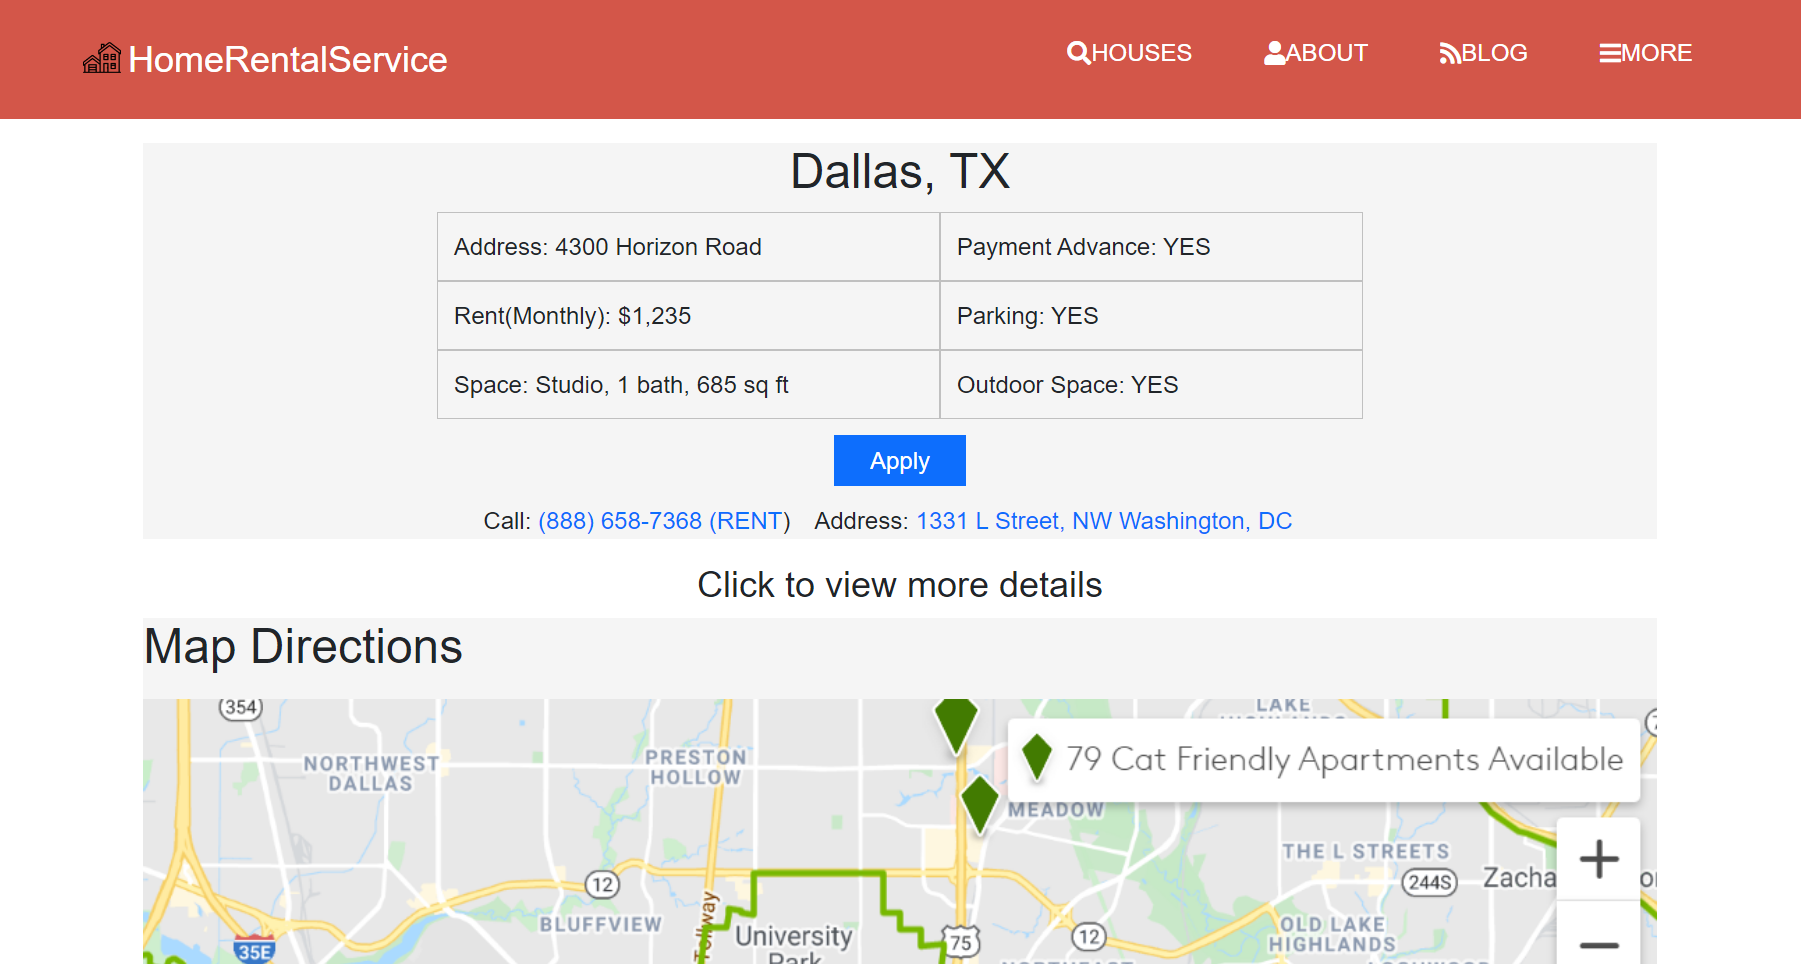 HomeRentalService
HOUSES
ABOUT
BLOG
MORE
Dallas, TX
Address: 4300 Horizon Road
Payment Advance: YES
Rent(Monthly): $1,235
Parking: YES
Space: Studio, 1 bath, 685 sq ft
Outdoor Space: YES
Apply
Call: (888) 658-7368 (RENT) Address: 1331 L Street, NW Washington, DC
Click to view more details
Map Directions
354
LAKE
79 Cat Friendly Apartments Available
NORTHWEST
DALLAS
PRESTON
HOLLOW
MEADOW
THE L STREETS
12
244S
Zacha
BLUFFVIEW
Tollway
University
Park
75
12
OLD LAKE
HIGHLANDS
35E